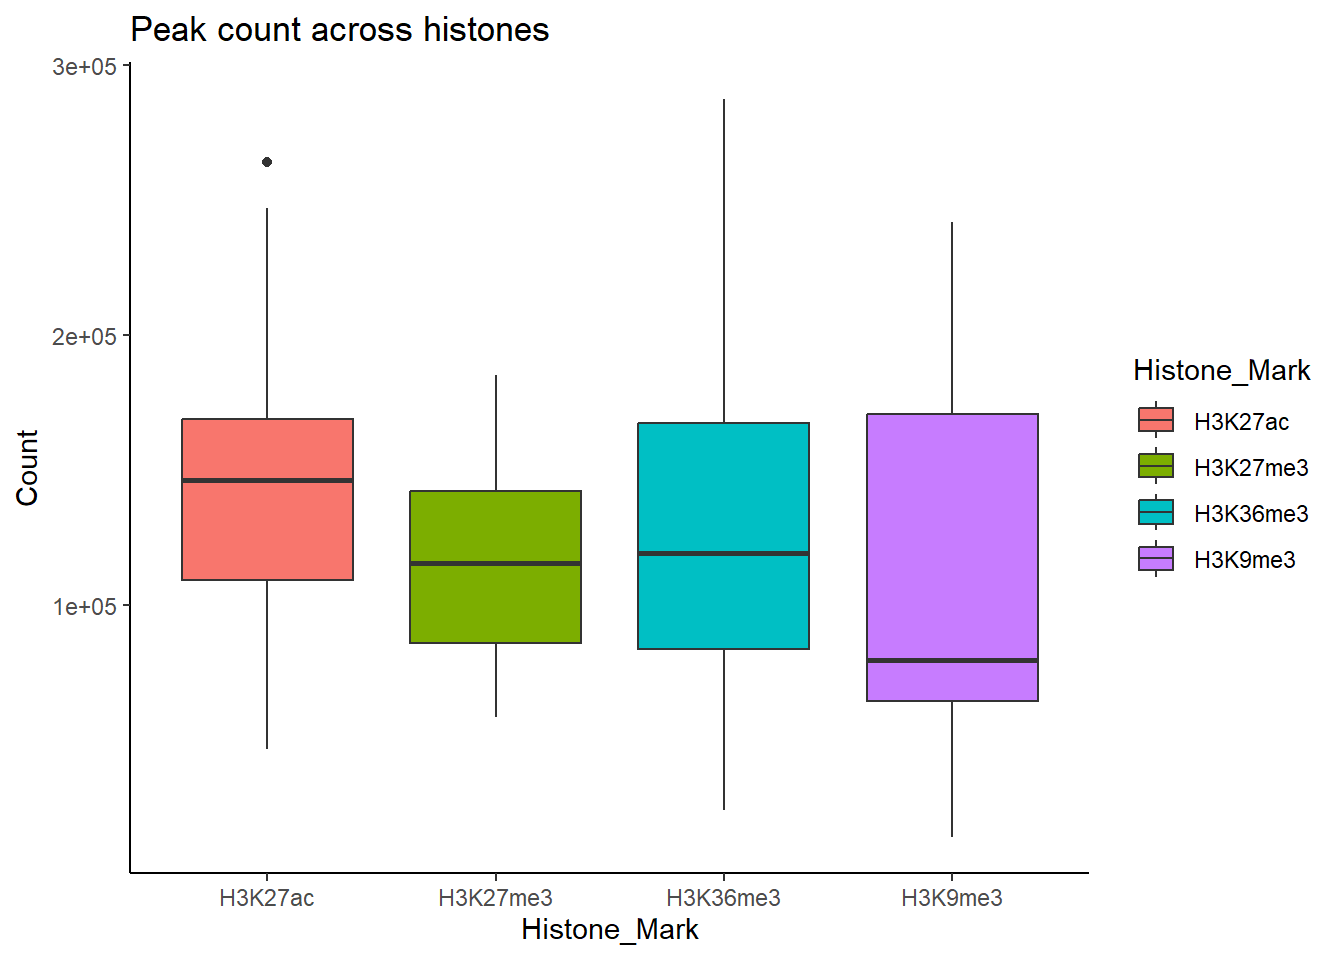 Peak count across histones
3e+05
2e+05
1e+05
Count
H3K27ac
H3K27me3
H3K36me3
H3K9me3
Histone_Mark
Histone_Mark
H3K27ac
H3K27me3
H3K36me3
H3K9me3